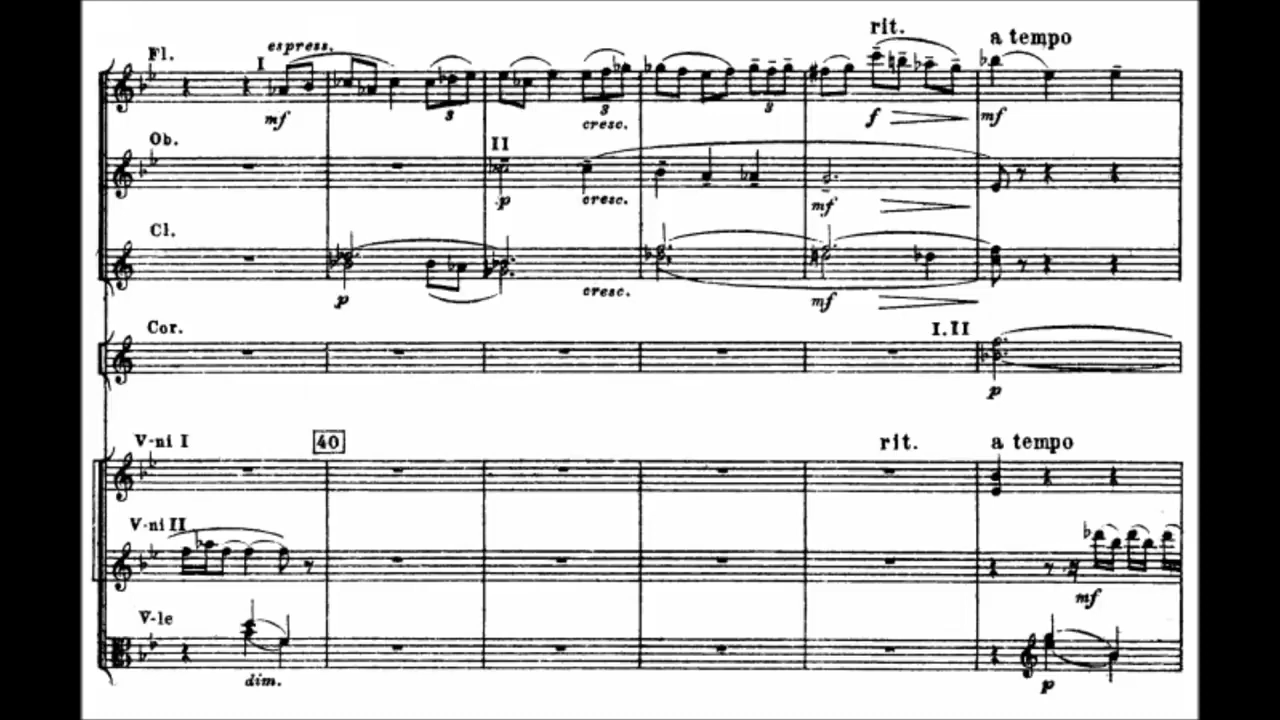 rit.
a tempo
Fl.
I
espress.
3
3
3
mf
cresc.
f
mf
Ob.
II
p
cresc.
mf
Cl.
p
cresc.
mf
Cor.
I.II
p
V-ni I
40
rit.
a tempo
V-ni II
mf
V-le
dim.
p